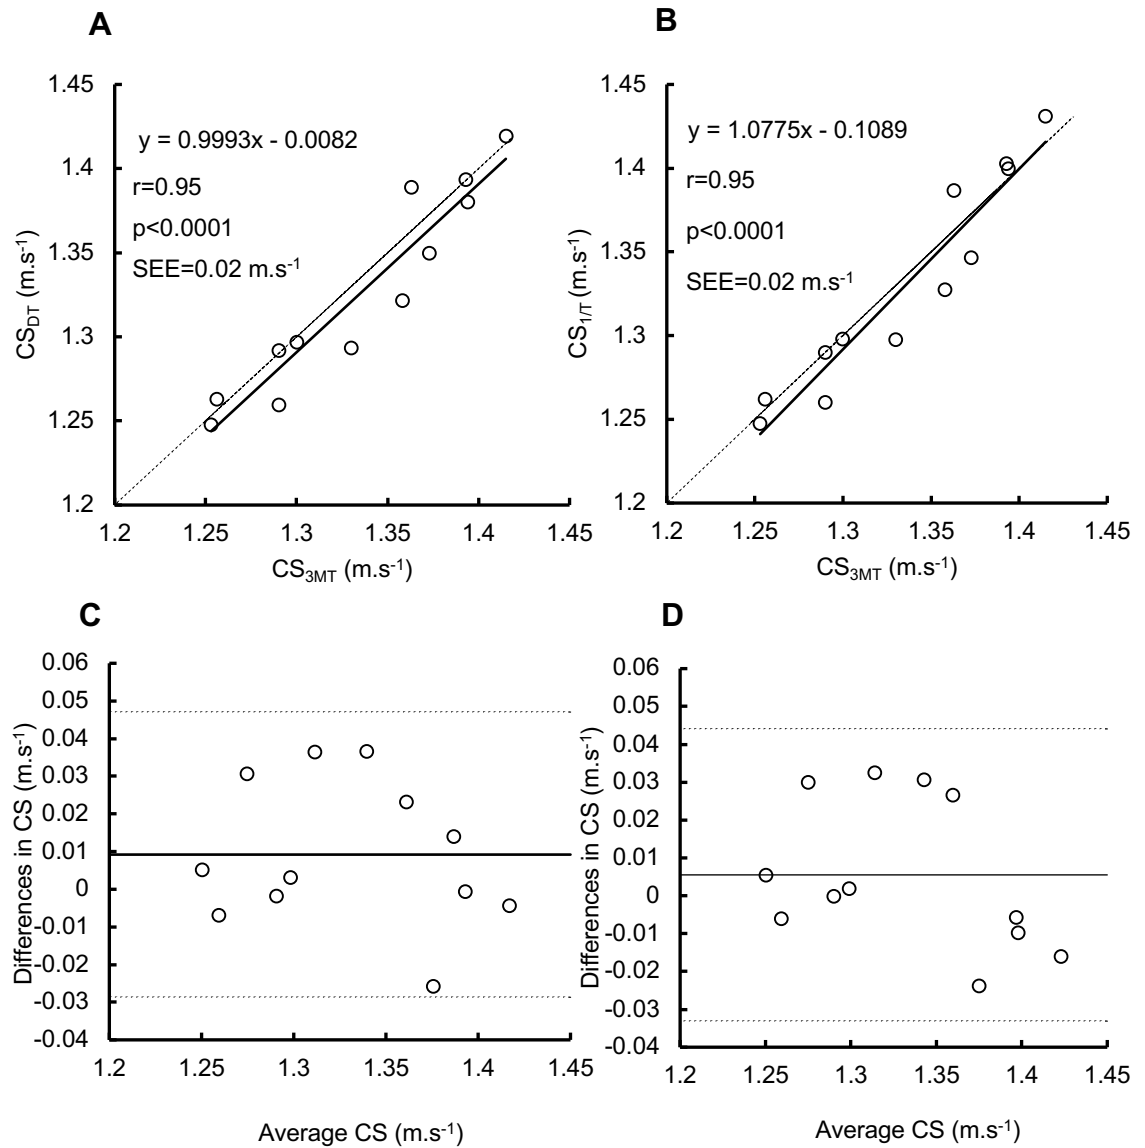 A
1.45
1.4
1.35
1.3
1.25
1.2
CS_DT (m.s⁻¹)
y = 0.9993x - 0.0082
r=0.95
p<0.0001
SEE=0.02 m.s⁻¹
1.2 1.25 1.3 1.35 1.4 1.45
CS_3MT (m.s⁻¹)
B
1.45
1.4
1.35
1.3
1.25
1.2
CS_1/T (m.s⁻¹)
y = 1.0775x - 0.1089
r=0.95
p<0.0001
SEE=0.02 m.s⁻¹
1.2 1.25 1.3 1.35 1.4 1.45
CS_3MT (m.s⁻¹)
C
0.06
0.05
0.04
0.03
0.02
0.01
0
-0.01
-0.02
-0.03
-0.04
Differences in CS (m.s⁻¹)
1.2 1.25 1.3 1.35 1.4 1.45
Average CS (m.s⁻¹)
D
0.06
0.05
0.04
0.03
0.02
0.01
0
-0.01
-0.02
-0.03
-0.04
Differences in CS (m.s⁻¹)
1.2 1.25 1.3 1.35 1.4 1.45
Average CS (m.s⁻¹)